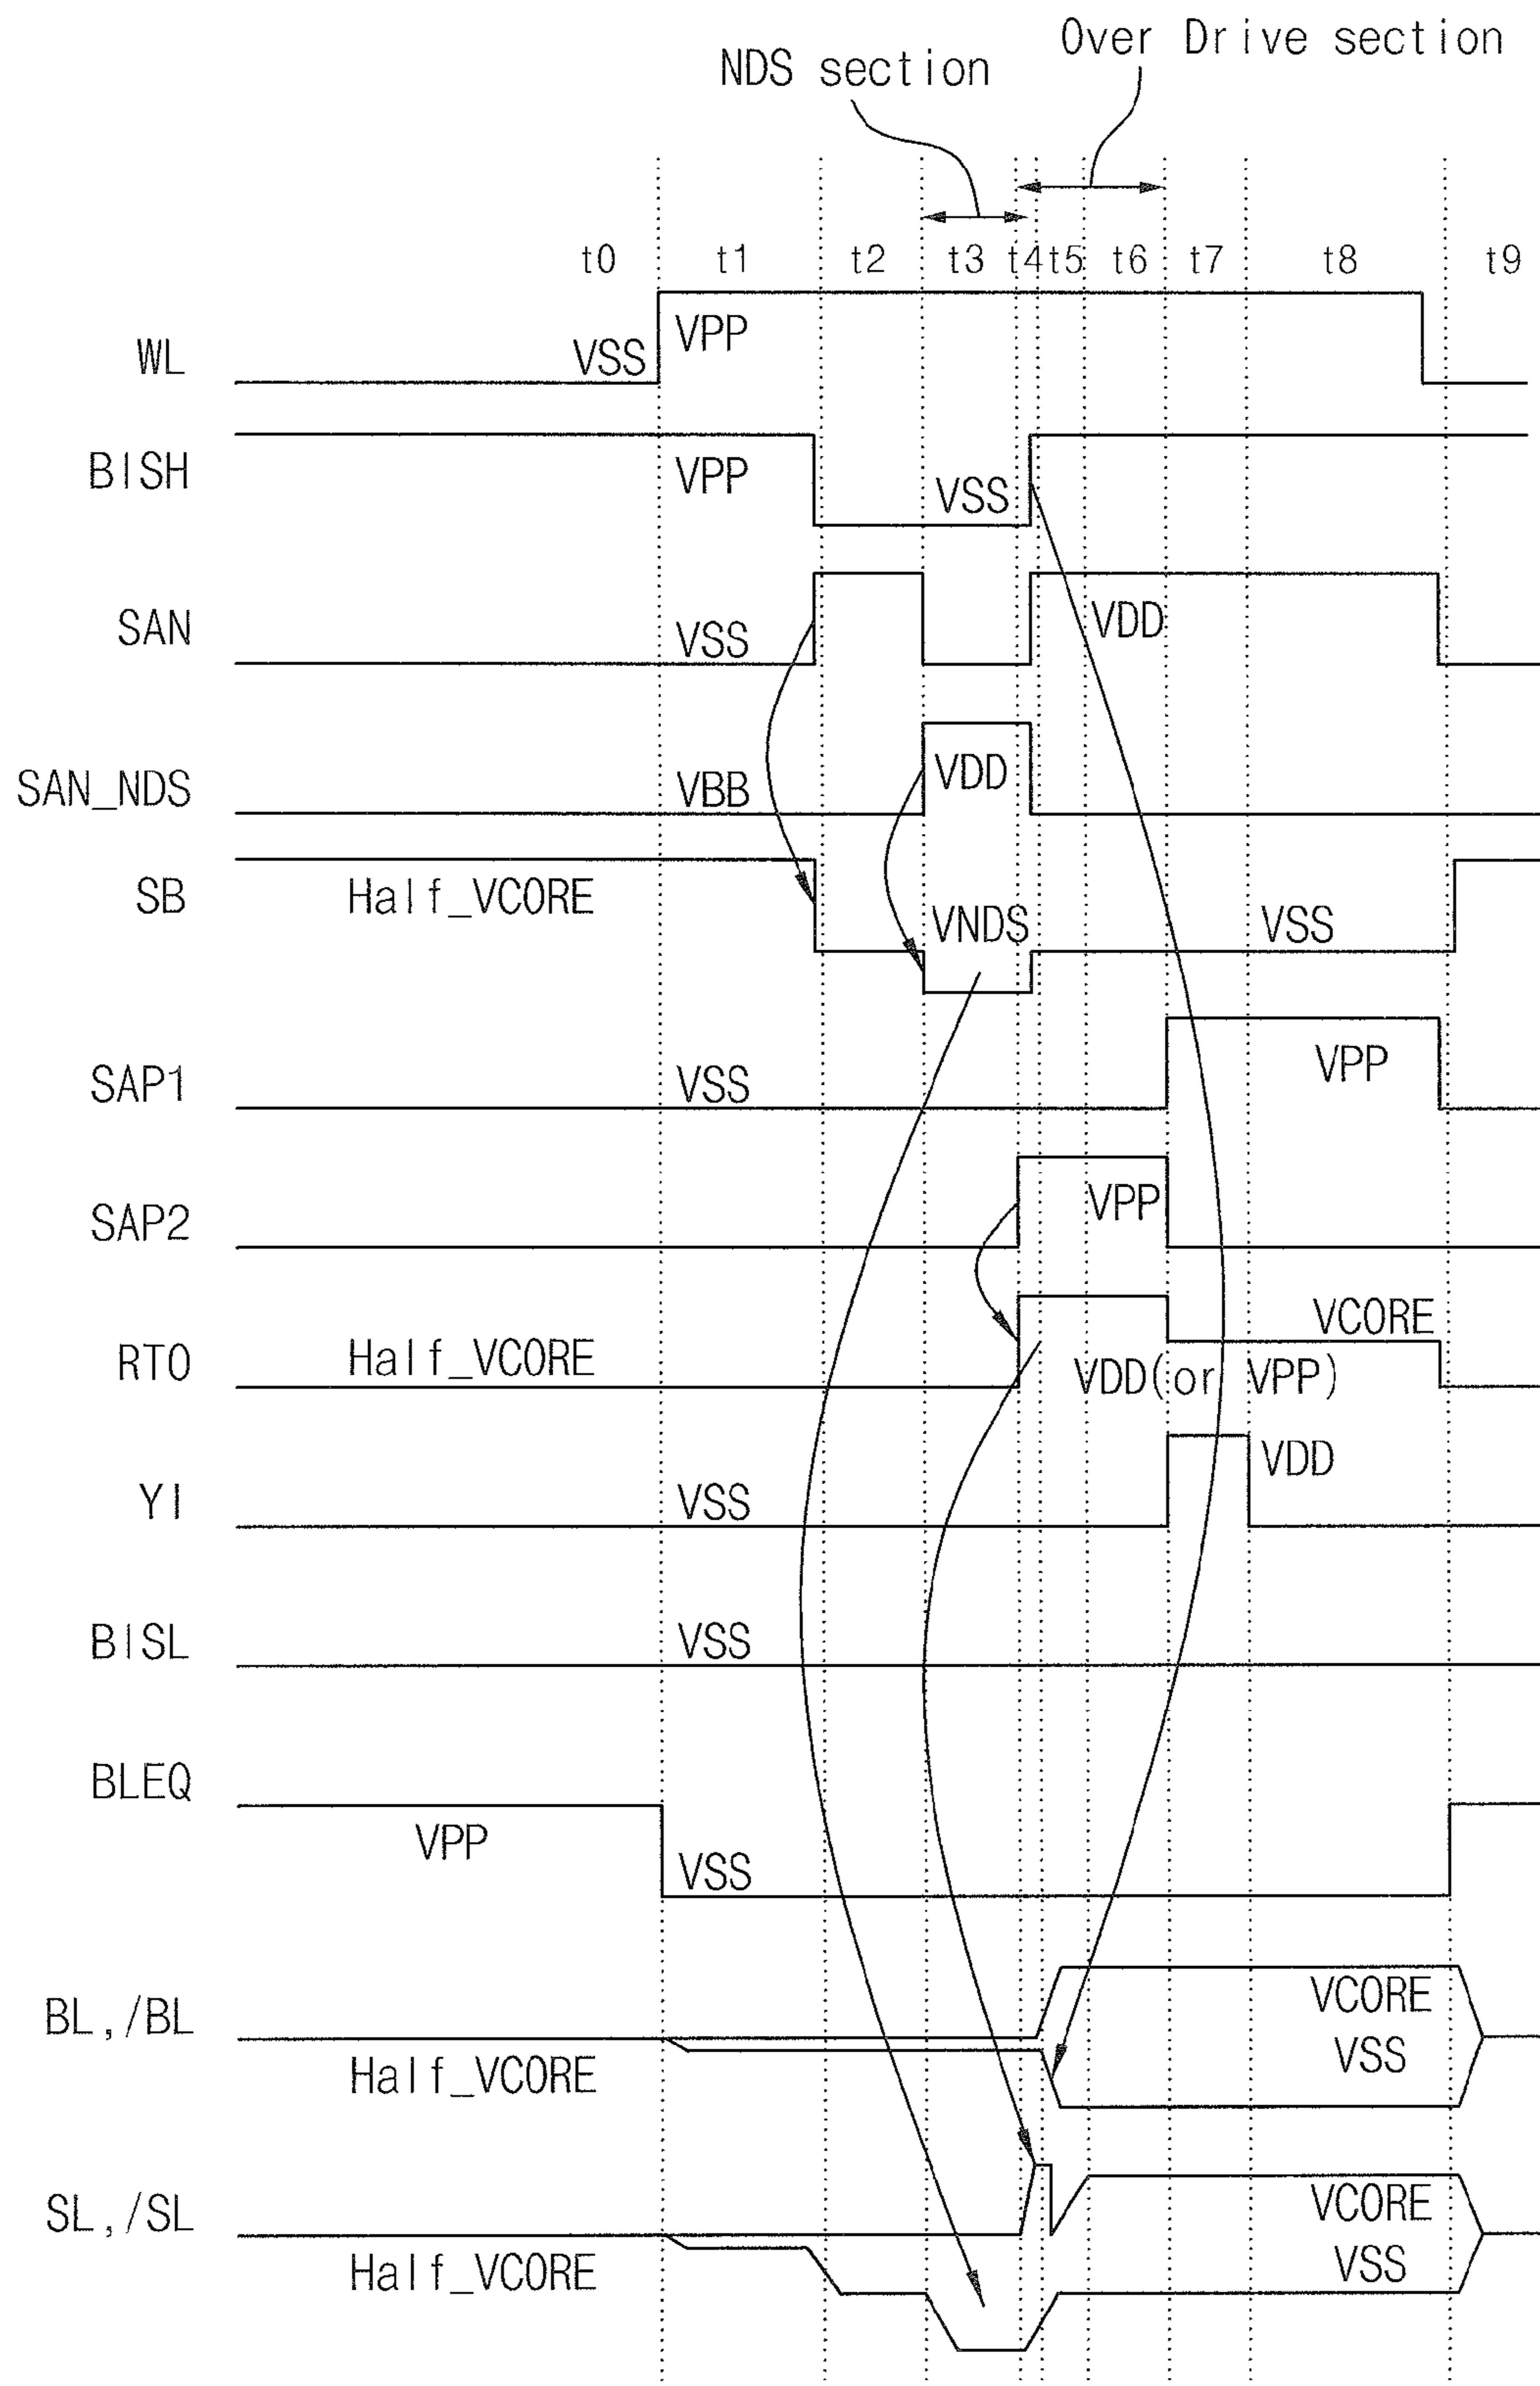 Over Drive section
NDS section
t0 t1 t2 t3 t4 t5 t6 t7 t8 t9
WL VSS VPP
BISH VPP VSS
SAN VSS VDD
SAN_NDS VBB VDD
SB Half_VCORE VNDS VSS
SAP1 VSS VPP
SAP2 VPP
RTO Half_VCORE VCORE
VDD(or VPP)
YI VSS VDD
BISL VSS
BLEQ VPP VSS
BL,/BL Half_VCORE VCORE
VSS
SL,/SL Half_VCORE VCORE
VSS